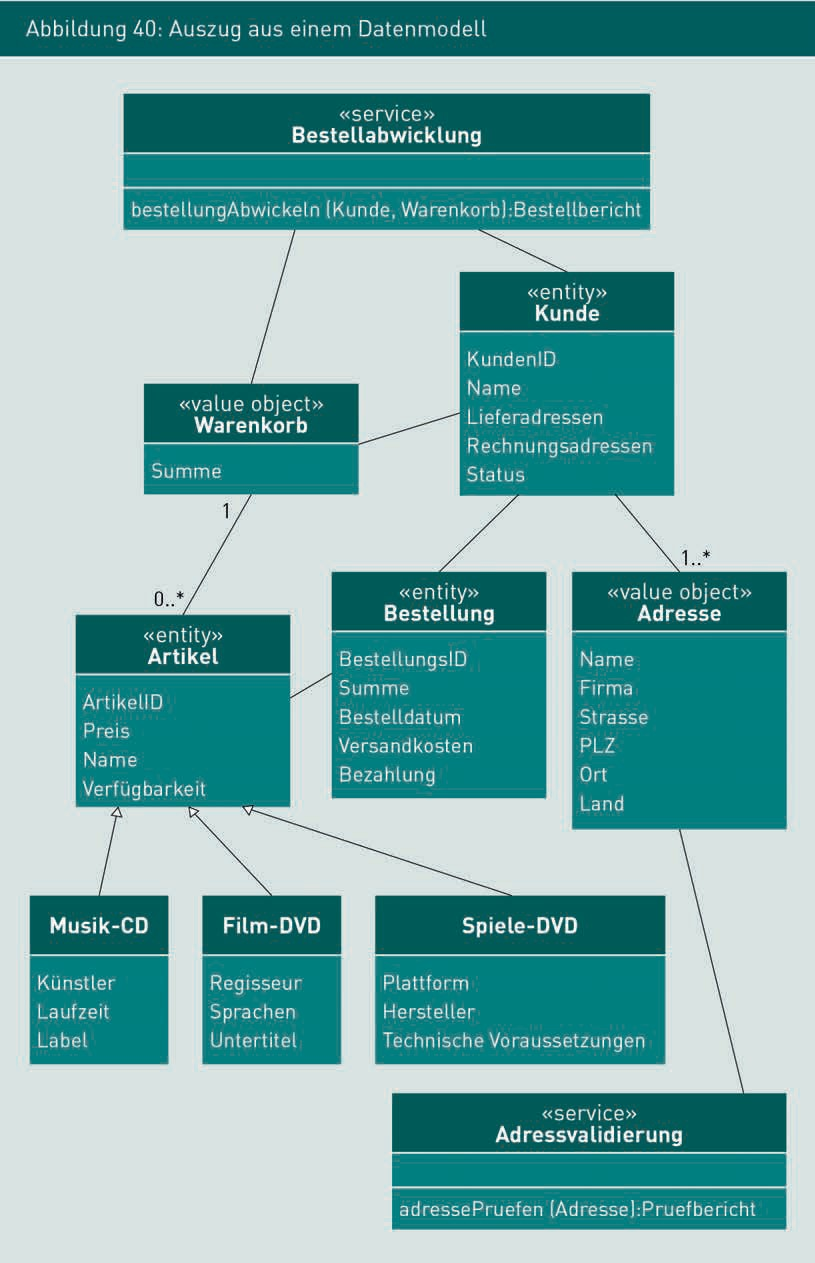 Abbildung 40: Auszug aus einem Datenmodell
«service»
Bestellabwicklung
bestellungAbwickeln (Kunde, Warenkorb):Bestellbericht
«entity»
Kunde
KundenID
Name
Lieferadressen
Rechnungsadressen
Status
«value object»
Warenkorb
Summe
1
0..*
1..*
«entity»
Artikel
ArtikelID
Preis
Name
Verfügbarkeit
«entity»
Bestellung
BestellungsID
Summe
Bestelldatum
Versandkosten
Bezahlung
«value object»
Adresse
Name
Firma
Strasse
PLZ
Ort
Land
Musik-CD
Künstler
Laufzeit
Label
Film-DVD
Regisseur
Sprachen
Untertitel
Spiele-DVD
Plattform
Hersteller
Technische Voraussetzungen
«service»
Adressvalidierung
adressePruefen (Adresse):Pruefbericht